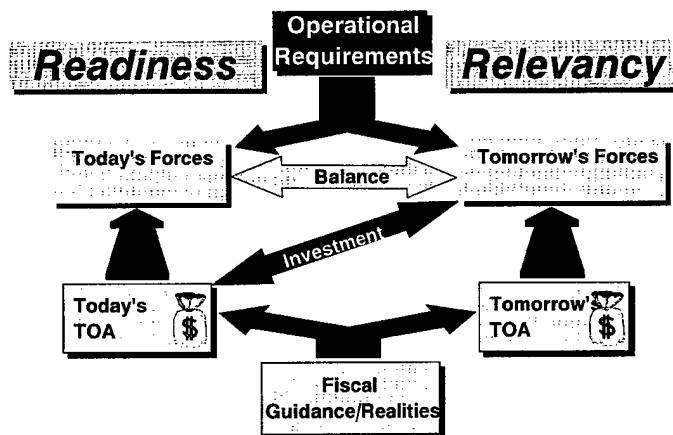 Operational
Requirements
Readiness
Relevancy
Today's Forces
Tomorrow's Forces
Balance
Investment
Today's
TOA
$
Tomorrow'
TOA
$
Fiscal
Guidance/Realities